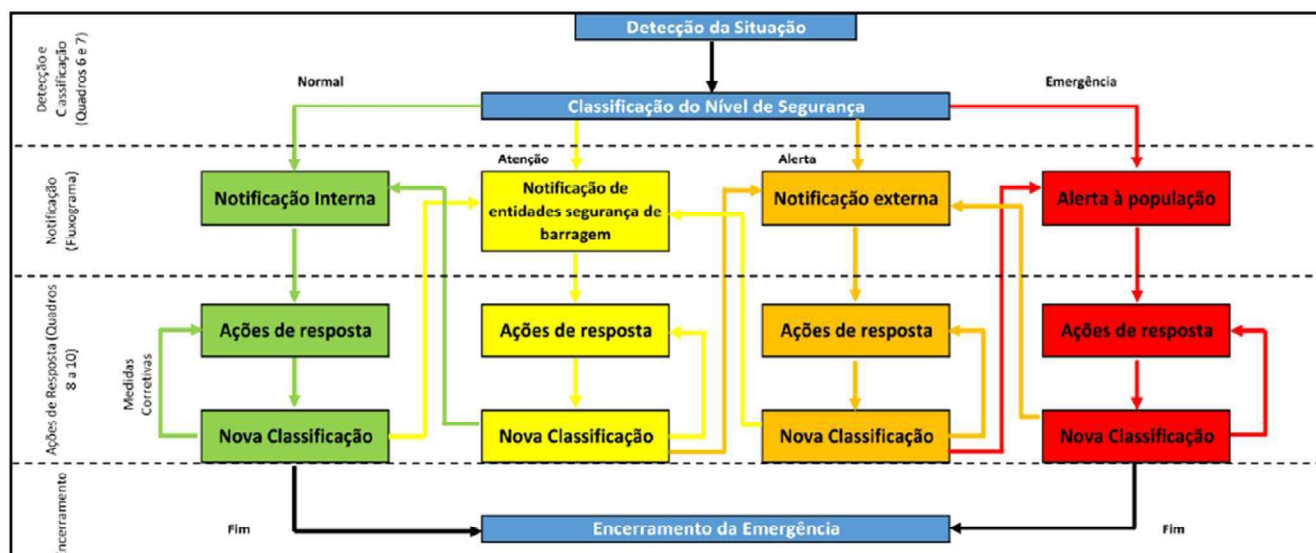 Detecção da Situação
Detecção e
Classificação
(Quadros 6 e 7)
Normal
Emergência
Classificação do Nível de Segurança
Atenção
Alerta
Notificação
(Fluxograma)
Notificação Interna
Notificação de
entidades segurança de
barragem
Notificação externa
Alerta à população
Ações de Resposta (Quadros
8 a 10)
Medidas
Corretivas
Ações de resposta
Ações de resposta
Ações de resposta
Ações de resposta
Nova Classificação
Nova Classificação
Nova Classificação
Nova Classificação
Encerramento
Fim
Encerramento da Emergência
Fim